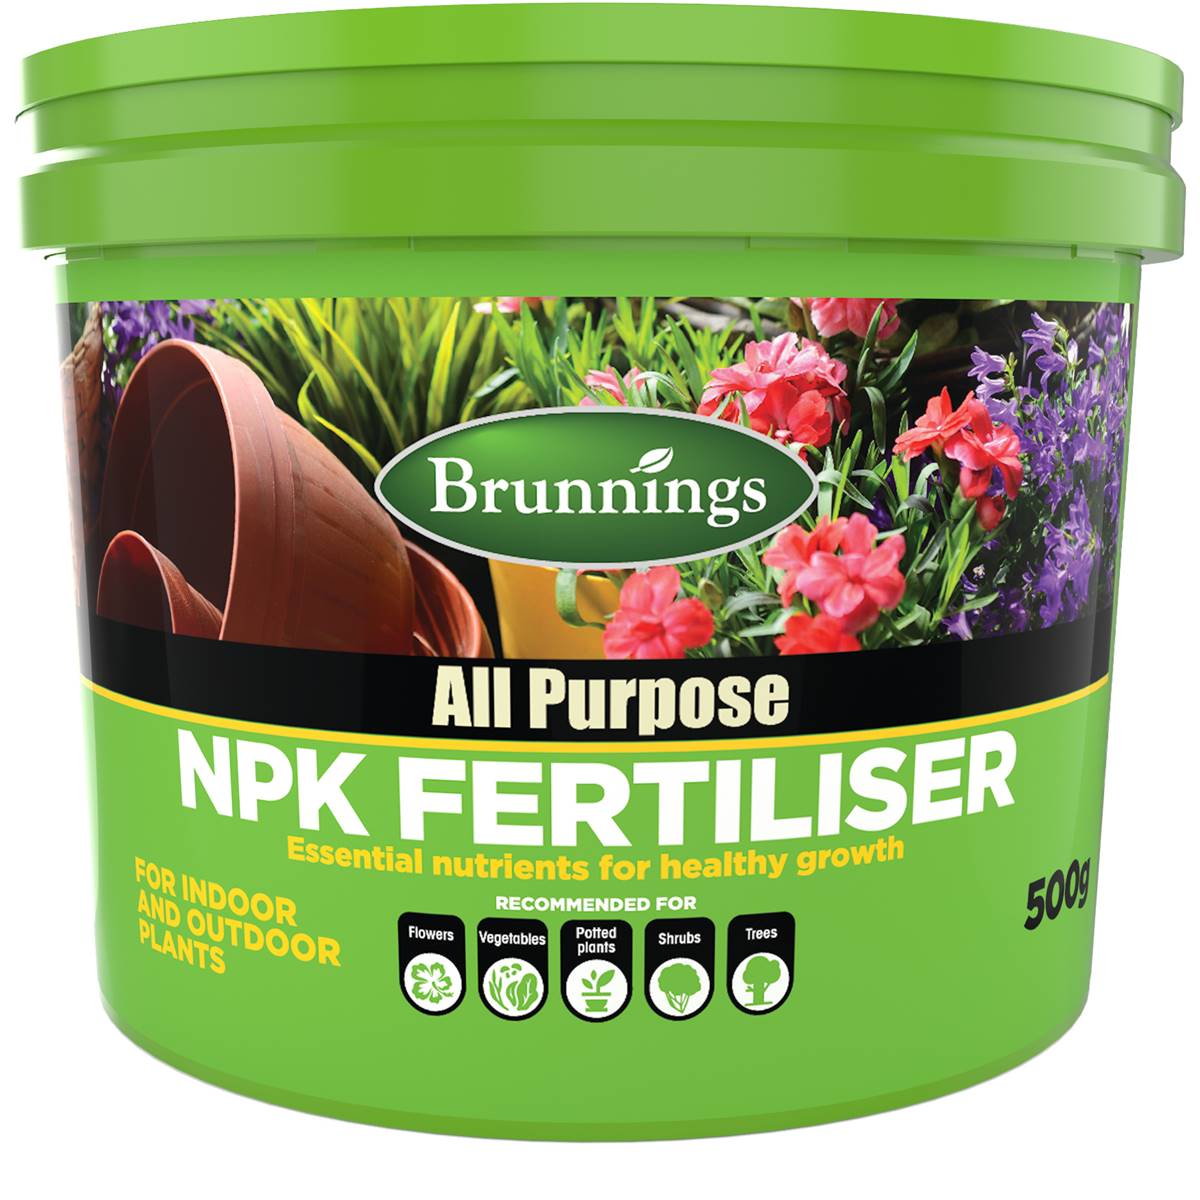 Brunnings
All Purpose
NPK FERTILISER
Essential nutrients for healthy growth
FOR INDOOR
AND OUTDOOR
PLANTS
500g
RECOMMENDED FOR
Flowers
Vegetables
Potted
plants
Shrubs
Trees